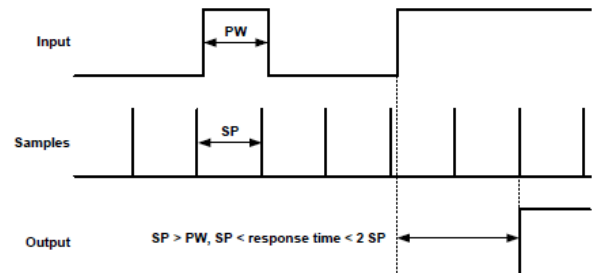 Input
PW
Samples
SP
Output
SP > PW, SP < response time < 2 SP